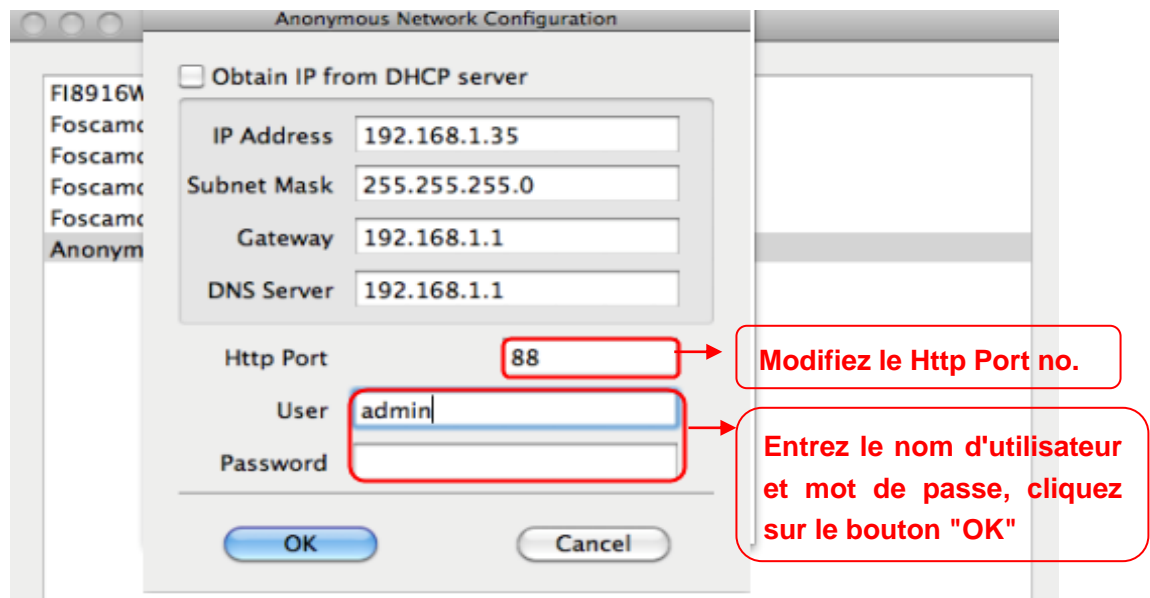 Anonymous Network Configuration
Obtain IP from DHCP server
FI8916W
Foscamc
Foscamc
Foscamc
Foscamc
Anonym
IP Address 192.168.1.35
Subnet Mask 255.255.255.0
Gateway 192.168.1.1
DNS Server 192.168.1.1
Http Port 88
Modifiez le Http Port no.
User admin
Password
Entrez le nom d'utilisateur
et mot de passe, cliquez
sur le bouton "OK"
OK Cancel